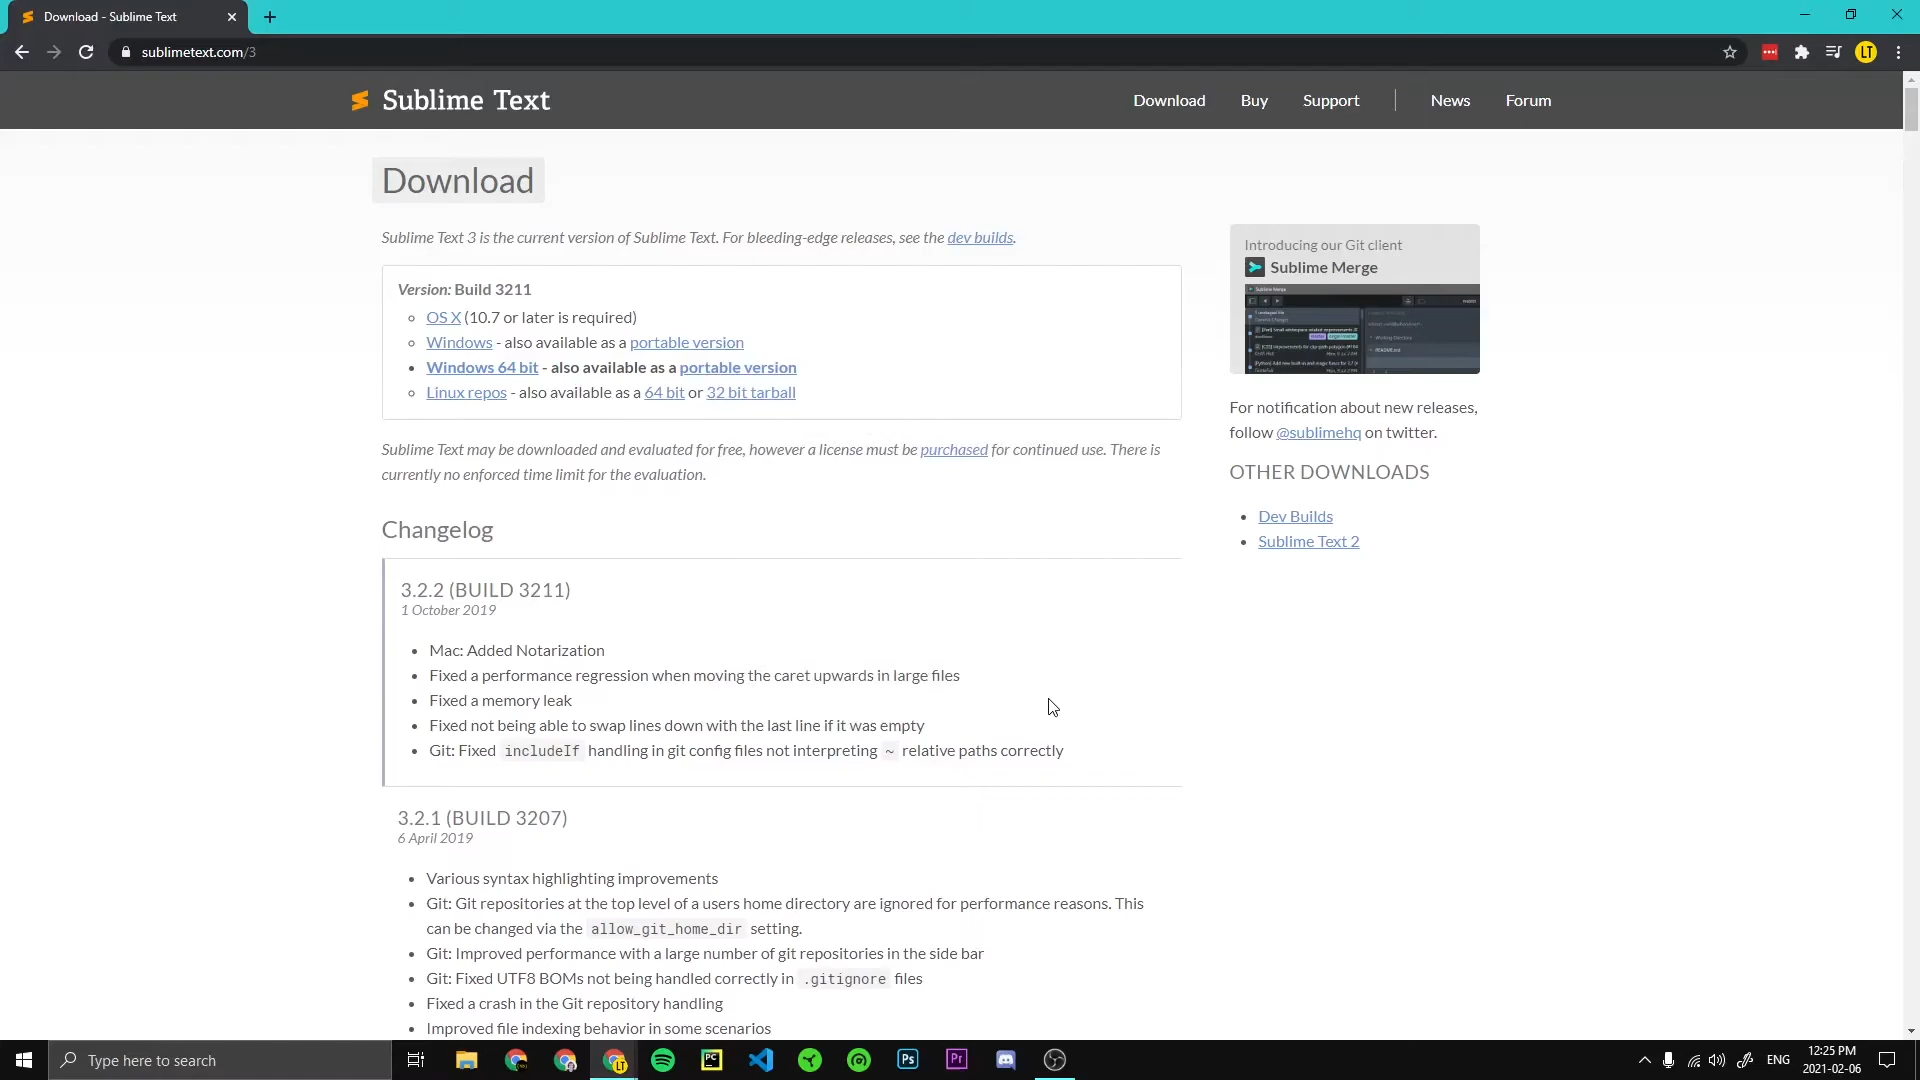 Download - Sublime Text
sublimetext.com/3
LT
Sublime Text
Download Buy Support News Forum
Download
Sublime Text 3 is the current version of Sublime Text. For bleeding-edge releases, see the dev builds.
Version: Build 3211
OS X (10.7 or later is required)
Windows - also available as a portable version
Windows 64 bit - also available as a portable version
Linux repos - also available as a 64 bit or 32 bit tarball
Sublime Text may be downloaded and evaluated for free, however a license must be purchased for continued use. There is
currently no enforced time limit for the evaluation.
Introducing our Git client
Sublime Merge
For notification about new releases,
follow @sublimehq on twitter.
OTHER DOWNLOADS
Dev Builds
Sublime Text 2
Changelog
3.2.2 (BUILD 3211)
1 October 2019
Mac: Added Notarization
Fixed a performance regression when moving the caret upwards in large files
Fixed a memory leak
Fixed not being able to swap lines down with the last line if it was empty
Git: Fixed includeIf handling in git config files not interpreting ~ relative paths correctly
3.2.1 (BUILD 3207)
6 April 2019
Various syntax highlighting improvements
Git: Git repositories at the top level of a users home directory are ignored for performance reasons. This
can be changed via the allow_git_home_dir setting.
Git: Improved performance with a large number of git repositories in the side bar
Git: Fixed UTF8 BOMs not being handled correctly in .gitignore files
Fixed a crash in the Git repository handling
Improved file indexing behavior in some scenarios
Type here to search
LT
PC
Ps
Pr
ENG
12:25 PM
2021-02-06